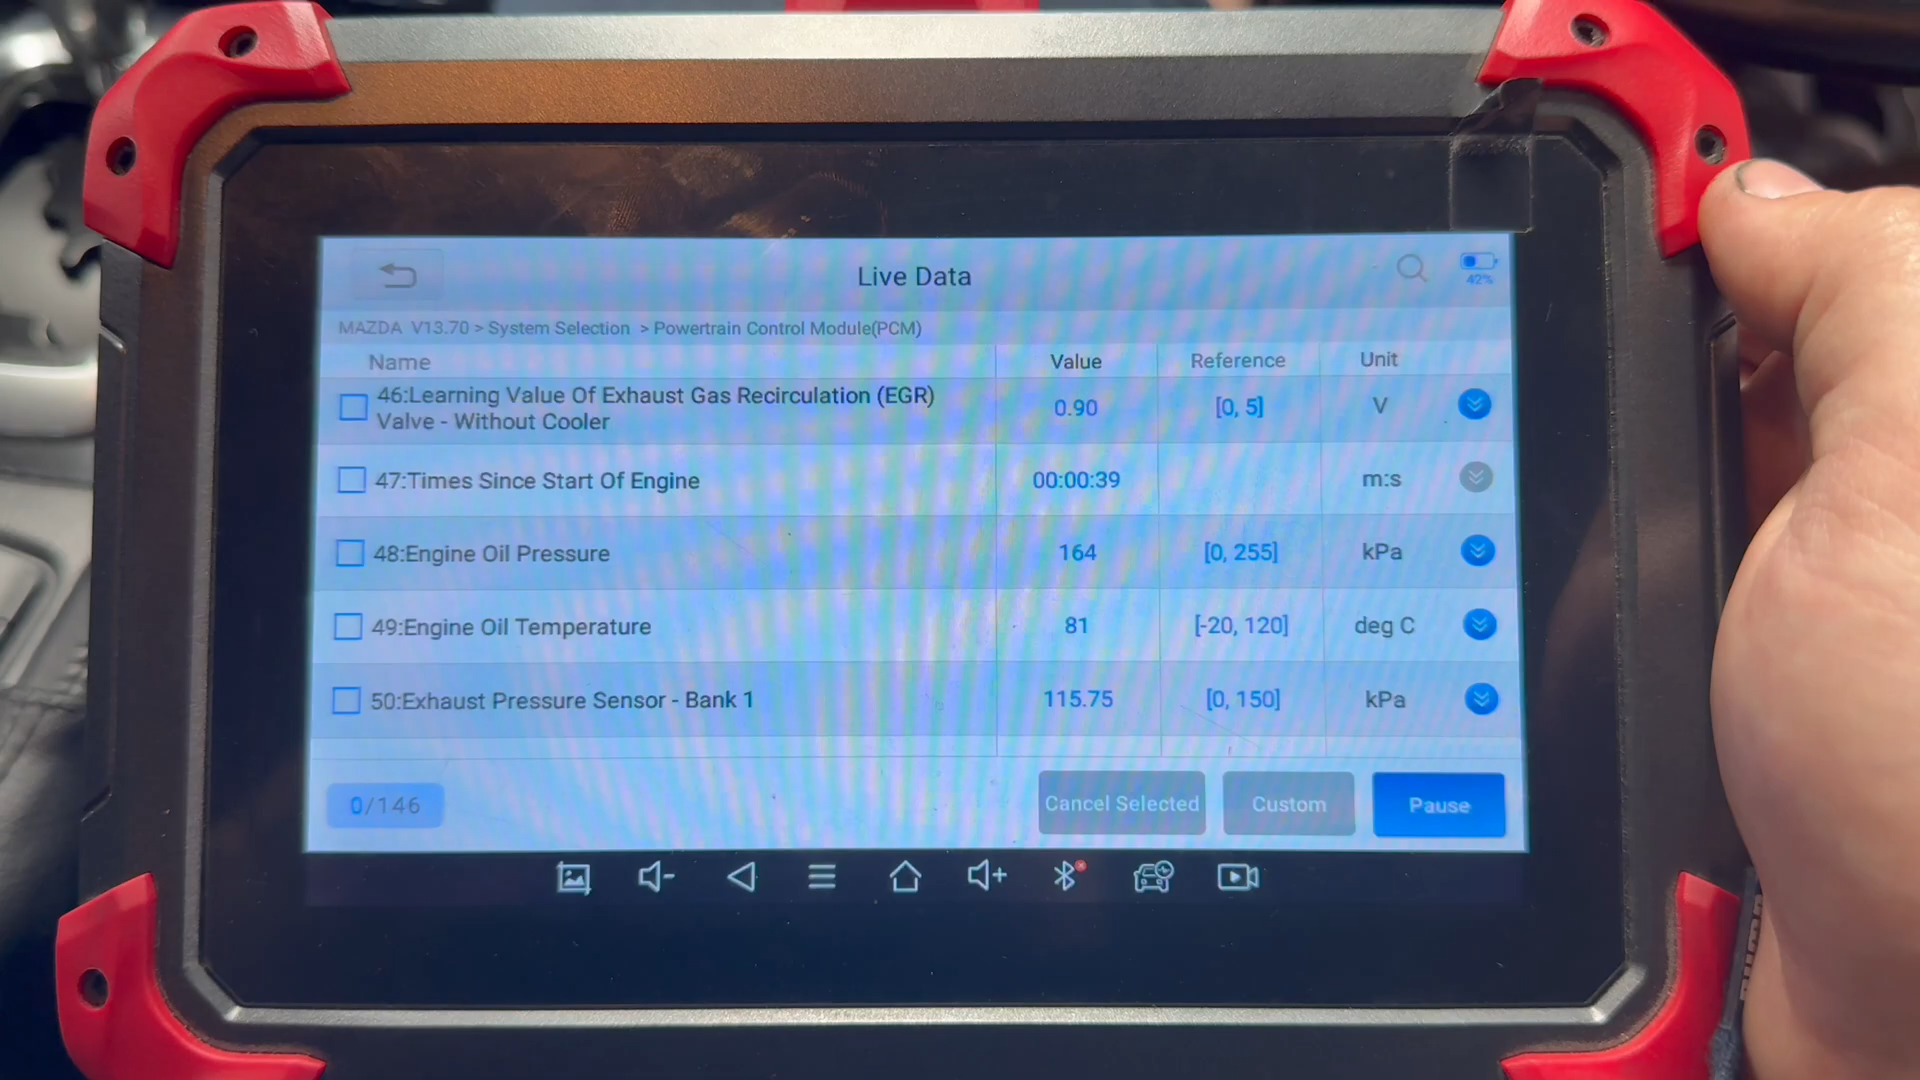 Live Data
42%
MAZDA V13.70 > System Selection > Powertrain Control Module(PCM)
Name Value Reference Unit
46:Learning Value Of Exhaust Gas Recirculation (EGR)
Valve - Without Cooler 0.90 [0, 5] V
47:Times Since Start Of Engine 00:00:39 m:s
48:Engine Oil Pressure 164 [0, 255] kPa
49:Engine Oil Temperature 81 [-20, 120] deg C
50:Exhaust Pressure Sensor - Bank 1 115.75 [0, 150] kPa
0/146 Cancel Selected Custom Pause